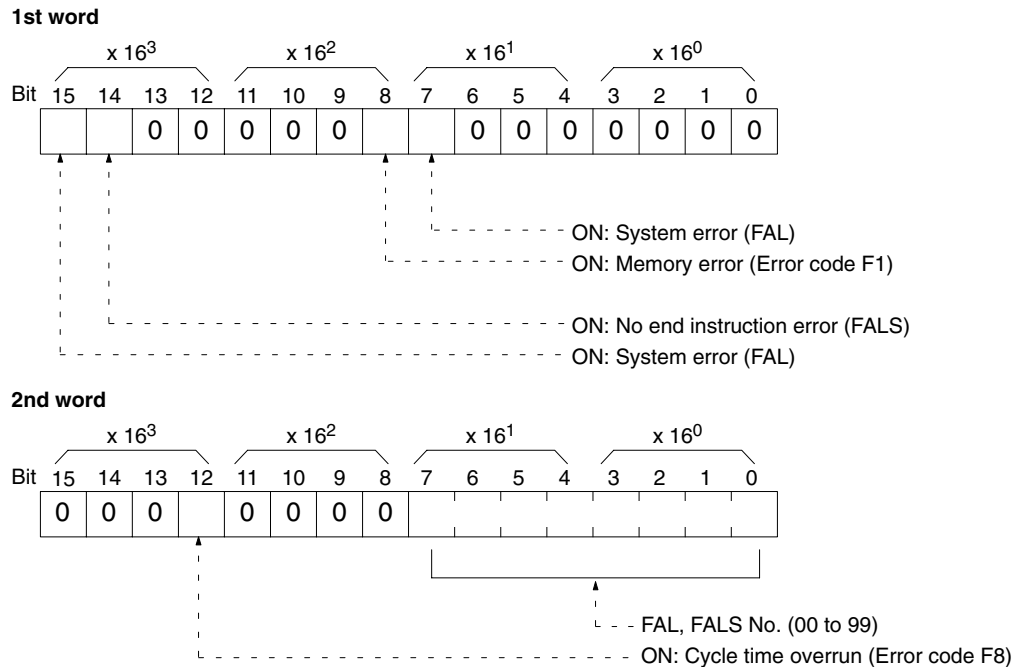 1st word
x 16³ x 16² x 16¹ x 16⁰
Bit 15 14 13 12 11 10 9 8 7 6 5 4 3 2 1 0
0 0 0 0 0 0 0 0 0 0 0 0
ON: System error (FAL)
ON: Memory error (Error code F1)
ON: No end instruction error (FALS)
ON: System error (FAL)
2nd word
x 16³ x 16² x 16¹ x 16⁰
Bit 15 14 13 12 11 10 9 8 7 6 5 4 3 2 1 0
0 0 0 0 0 0 0
FAL, FALS No. (00 to 99)
ON: Cycle time overrun (Error code F8)